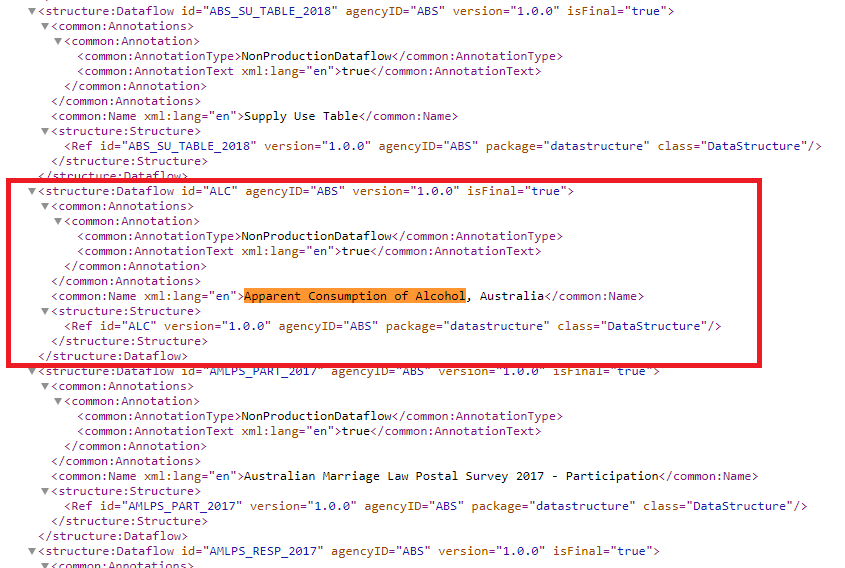 <structure:Dataflow id="ABS_SU_TABLE_2018" agencyID="ABS" version="1.0.0" isFinal="true">
<common:Annotations>
<common:Annotation>
<common:AnnotationType>NonProductionDataflow</common:AnnotationType>
<common:AnnotationText xml:lang="en">true</common:AnnotationText>
</common:Annotation>
</common:Annotations>
<common:Name xml:lang="en">Supply Use Table</common:Name>
<structure:Structure>
<Ref id="ABS_SU_TABLE_2018" version="1.0.0" agencyID="ABS" package="datastructure" class="DataStructure"/>
</structure:Structure>
</structure:Dataflow>
<structure:Dataflow id="ALC" agencyID="ABS" version="1.0.0" isFinal="true">
<common:Annotations>
<common:Annotation>
<common:AnnotationType>NonProductionDataflow</common:AnnotationType>
<common:AnnotationText xml:lang="en">true</common:AnnotationText>
</common:Annotation>
</common:Annotations>
<common:Name xml:lang="en">Apparent Consumption of Alcohol, Australia</common:Name>
<structure:Structure>
<Ref id="ALC" version="1.0.0" agencyID="ABS" package="datastructure" class="DataStructure"/>
</structure:Structure>
</structure:Dataflow>
<structure:Dataflow id="AMLPS_PART_2017" agencyID="ABS" version="1.0.0" isFinal="true">
<common:Annotations>
<common:Annotation>
<common:AnnotationType>NonProductionDataflow</common:AnnotationType>
<common:AnnotationText xml:lang="en">true</common:AnnotationText>
</common:Annotation>
</common:Annotations>
<common:Name xml:lang="en">Australian Marriage Law Postal Survey 2017 - Participation</common:Name>
<structure:Structure>
<Ref id="AMLPS_PART_2017" version="1.0.0" agencyID="ABS" package="datastructure" class="DataStructure"/>
</structure:Structure>
</structure:Dataflow>
<structure:Dataflow id="AMLPS_RESP_2017" agencyID="ABS" version="1.0.0" isFinal="true">
<common:Annotations>